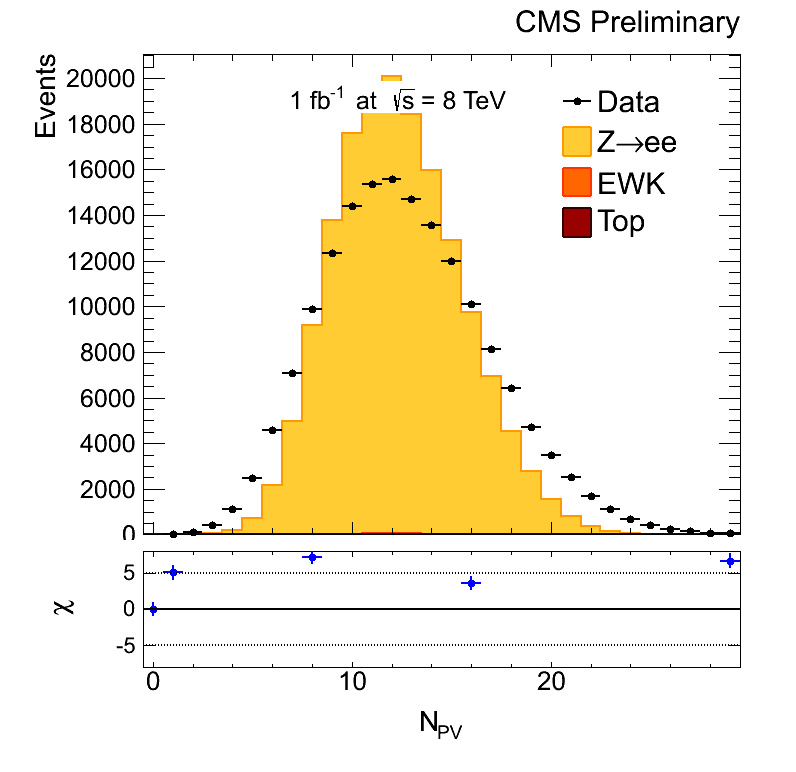 CMS Preliminary
Events
20000
18000
16000
14000
12000
10000
8000
6000
4000
2000
0
1 fb⁻¹ at √s = 8 TeV
Data
Z→ee
EWK
Top
χ
5
0
-5
0 10 20
N_PV